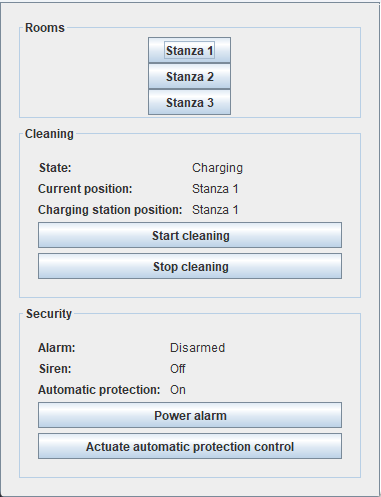 Rooms
Stanza 1
Stanza 2
Stanza 3
Cleaning
State: Charging
Current position: Stanza 1
Charging station position: Stanza 1
Start cleaning
Stop cleaning
Security
Alarm: Disarmed
Siren: Off
Automatic protection: On
Power alarm
Actuate automatic protection control